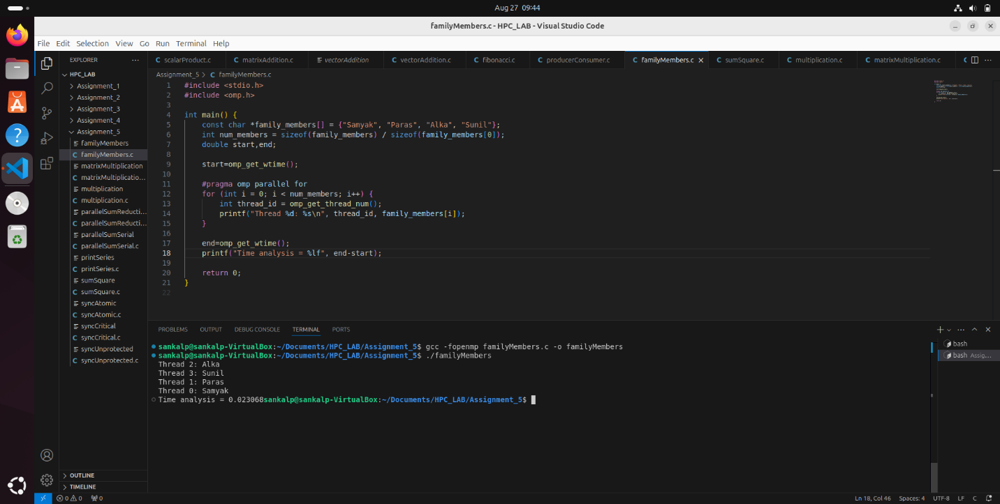 Aug 27 09:44
familyMembers.c - HPC_LAB - Visual Studio Code
File Edit Selection View Go Run Terminal Help
EXPLORER
HPC_LAB
Assignment_1
Assignment_2
Assignment_3
Assignment_4
Assignment_5
familyMembers
C familyMembers.c
matrixMultiplication
C matrixMultiplicatio...
multiplication
C multiplication.c
parallelSumReducti...
C parallelSumReducti...
parallelSumSerial
C parallelSumSerial.c
printSeries
C printSeries.c
sumSquare
C sumSquare.c
syncAtomic
C syncAtomic.c
syncCritical
C syncCritical.c
syncUnprotected
C syncUnprotected.c
OUTLINE
TIMELINE
C scalarProduct.c C matrixAddition.c vectorAddition C vectorAddition.c C fibonacci.c C producerConsumer.c C familyMembers.c C sumSquare.c C multiplication.c C matrixMultiplication.c C
Assignment_5 > C familyMembers.c
1 #include <stdio.h>
2 #include <omp.h>
3
4 int main() {
5 const char *family_members[] = {"Samyak", "Paras", "Alka", "Sunil"};
6 int num_members = sizeof(family_members) / sizeof(family_members[0]);
7 double start,end;
8
9 start=omp_get_wtime();
10
11 #pragma omp parallel for
12 for (int i = 0; i < num_members; i++) {
13 int thread_id = omp_get_thread_num();
14 printf("Thread %d: %s\n", thread_id, family_members[i]);
15 }
16
17 end=omp_get_wtime();
18 printf("Time analysis = %lf", end-start);
19
20 return 0;
21 }
22
PROBLEMS OUTPUT DEBUG CONSOLE TERMINAL PORTS
sankalp@sankalp-VirtualBox:~/Documents/HPC_LAB/Assignment_5$ gcc -fopenmp familyMembers.c -o familyMembers
sankalp@sankalp-VirtualBox:~/Documents/HPC_LAB/Assignment_5$ ./familyMembers
Thread 2: Alka
Thread 3: Sunil
Thread 1: Paras
Thread 0: Samyak
Time analysis = 0.023068sankalp@sankalp-VirtualBox:~/Documents/HPC_LAB/Assignment_5$
bash
bash Assig...
0 0 0
Ln 18, Col 46 Spaces: 4 UTF-8 LF C